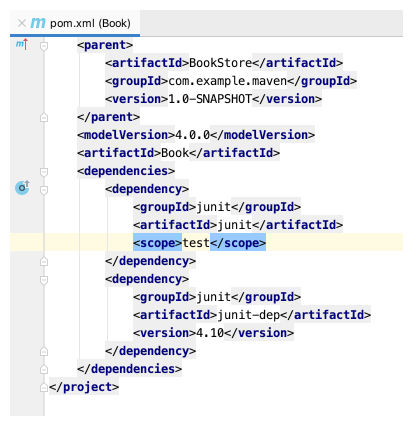 pom.xml (Book)
<parent>
<artifactId>BookStore</artifactId>
<groupId>com.example.maven</groupId>
<version>1.0-SNAPSHOT</version>
</parent>
<modelVersion>4.0.0</modelVersion>
<artifactId>Book</artifactId>
<dependencies>
<dependency>
<groupId>junit</groupId>
<artifactId>junit</artifactId>
<scope>test</scope>
</dependency>
<dependency>
<groupId>junit</groupId>
<artifactId>junit-dep</artifactId>
<version>4.10</version>
</dependency>
</dependencies>
</project>